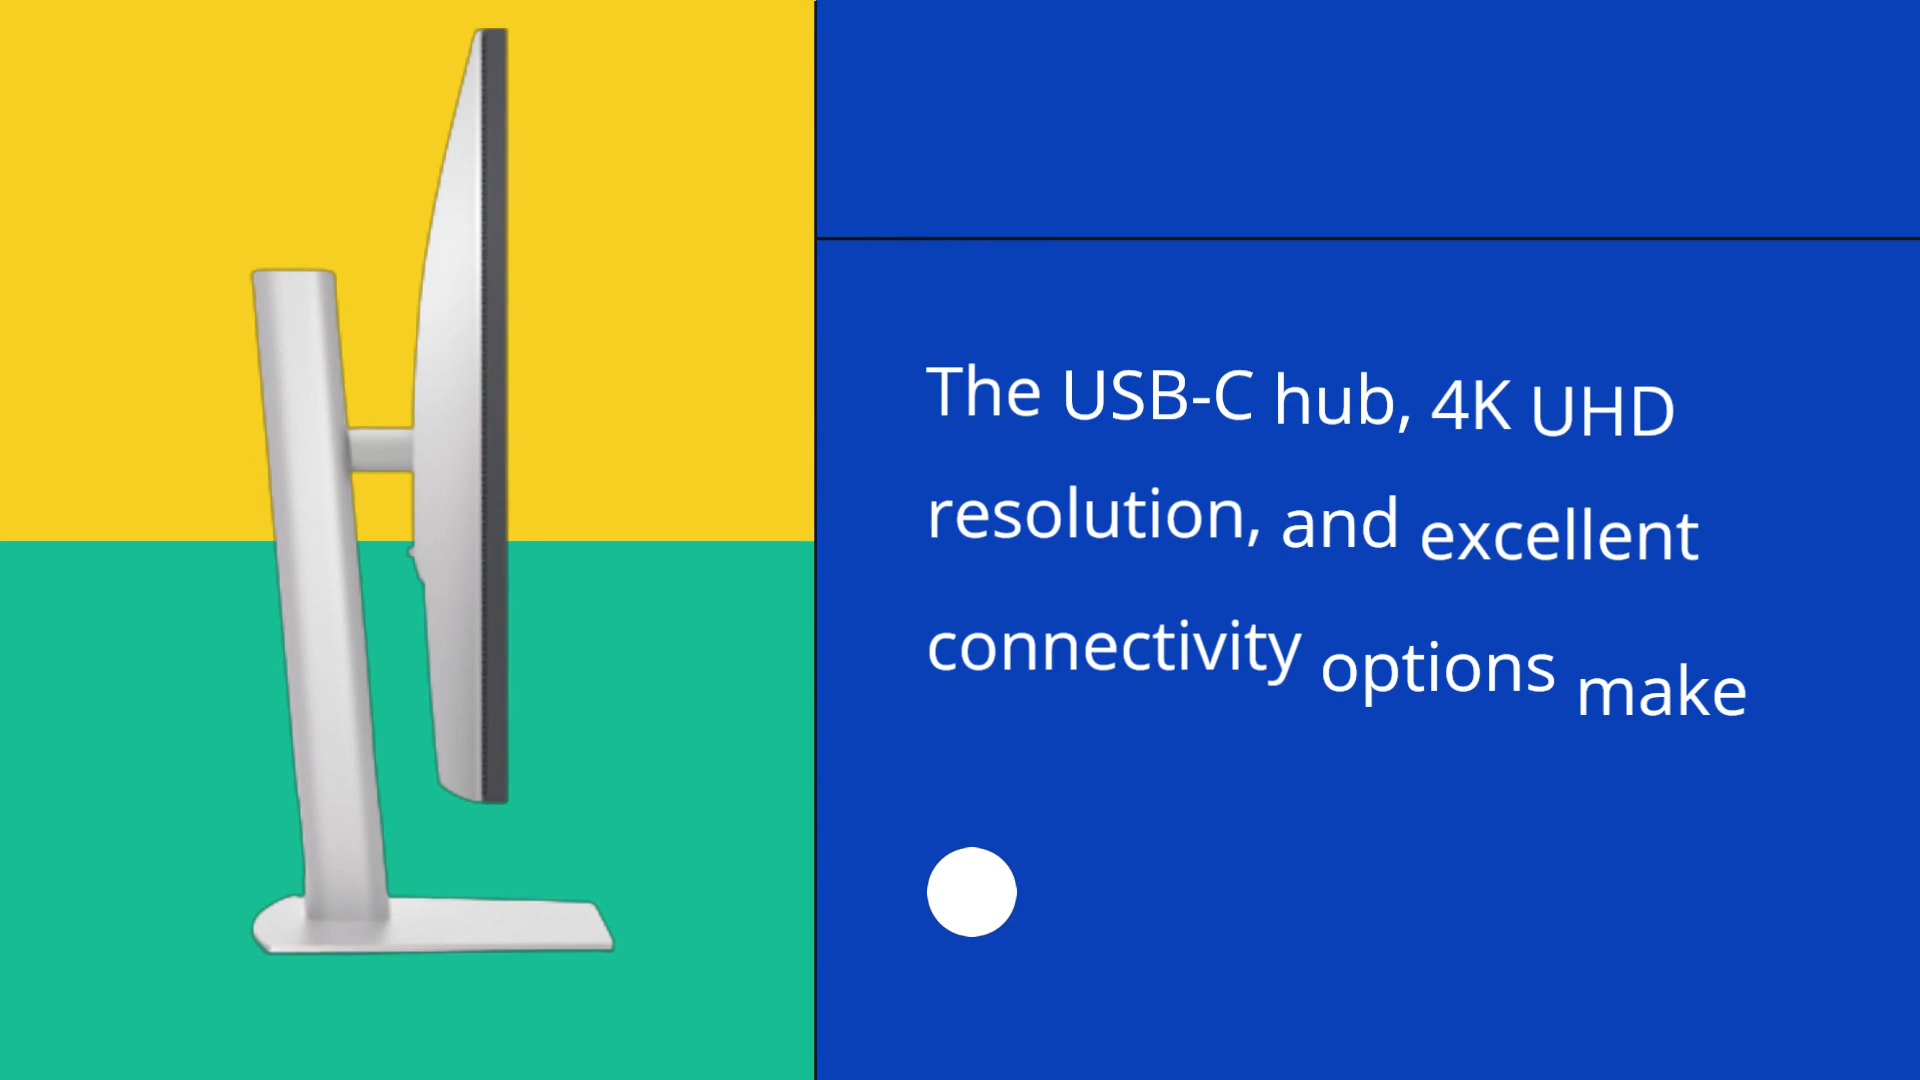 The USB-C hub, 4K UHD
resolution, and excellent
connectivity options make